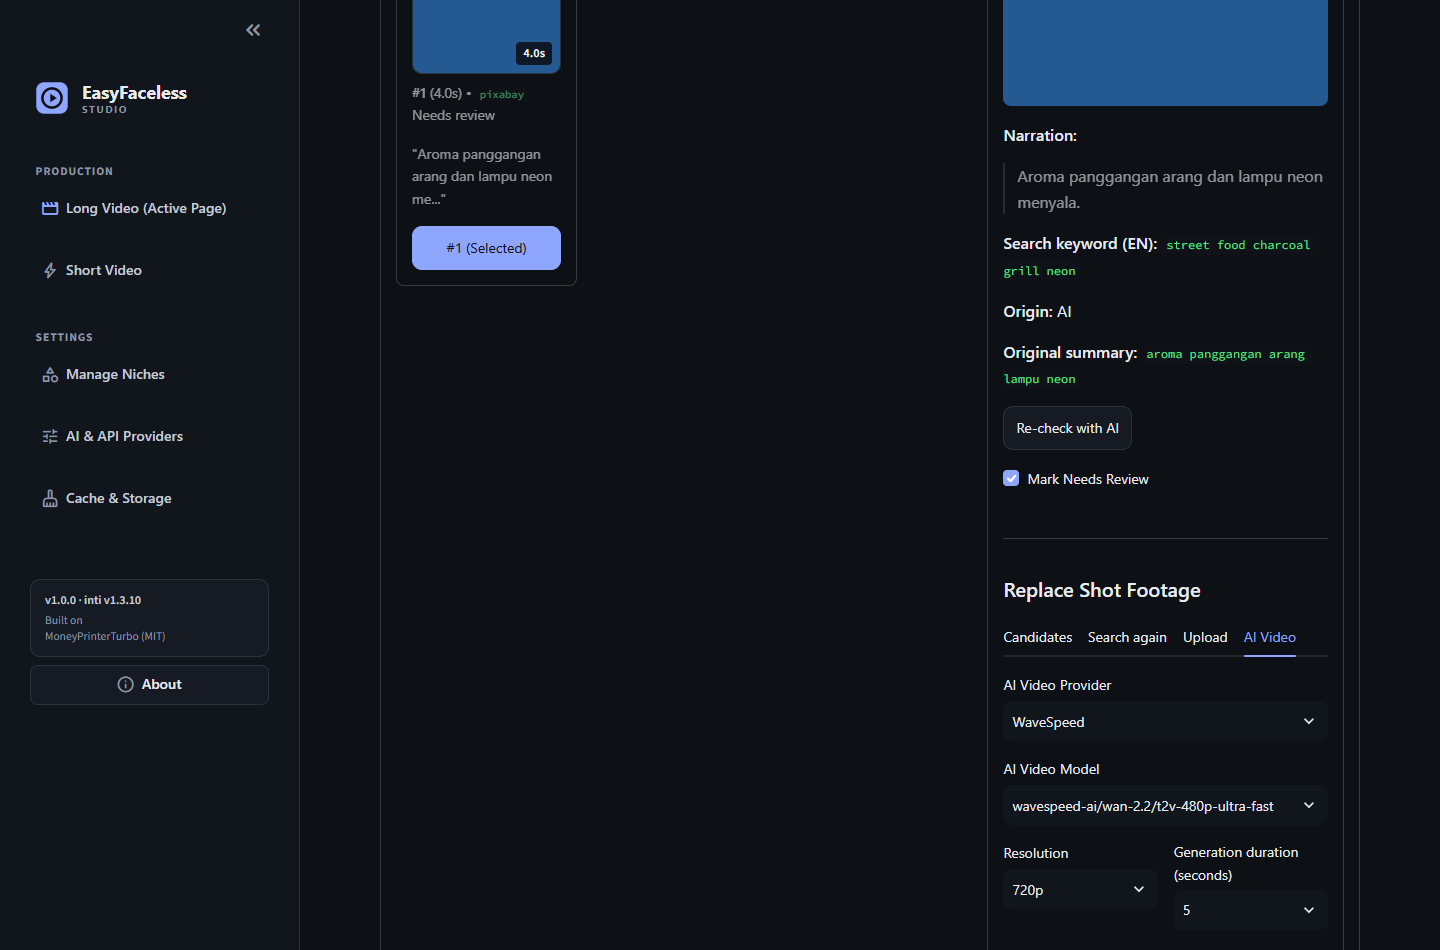 EasyFaceless
STUDIO
PRODUCTION
Long Video (Active Page)
Short Video
SETTINGS
Manage Niches
AI & API Providers
Cache & Storage
v1.0.0 · inti v1.3.10
Built on
MoneyPrinterTurbo (MIT)
About
4.0s
#1 (4.0s) • pixabay
Needs review
"Aroma panggangan
arang dan lampu neon
me..."
#1 (Selected)
Narration:
Aroma panggangan arang dan lampu neon
menyala.
Search keyword (EN): street food charcoal
grill neon
Origin: AI
Original summary: aroma panggangan arang
lampu neon
Re-check with AI
Mark Needs Review
Replace Shot Footage
Candidates Search again Upload AI Video
AI Video Provider
WaveSpeed
AI Video Model
wavespeed-ai/wan-2.2/t2v-480p-ultra-fast
Resolution
720p
Generation duration
(seconds)
5